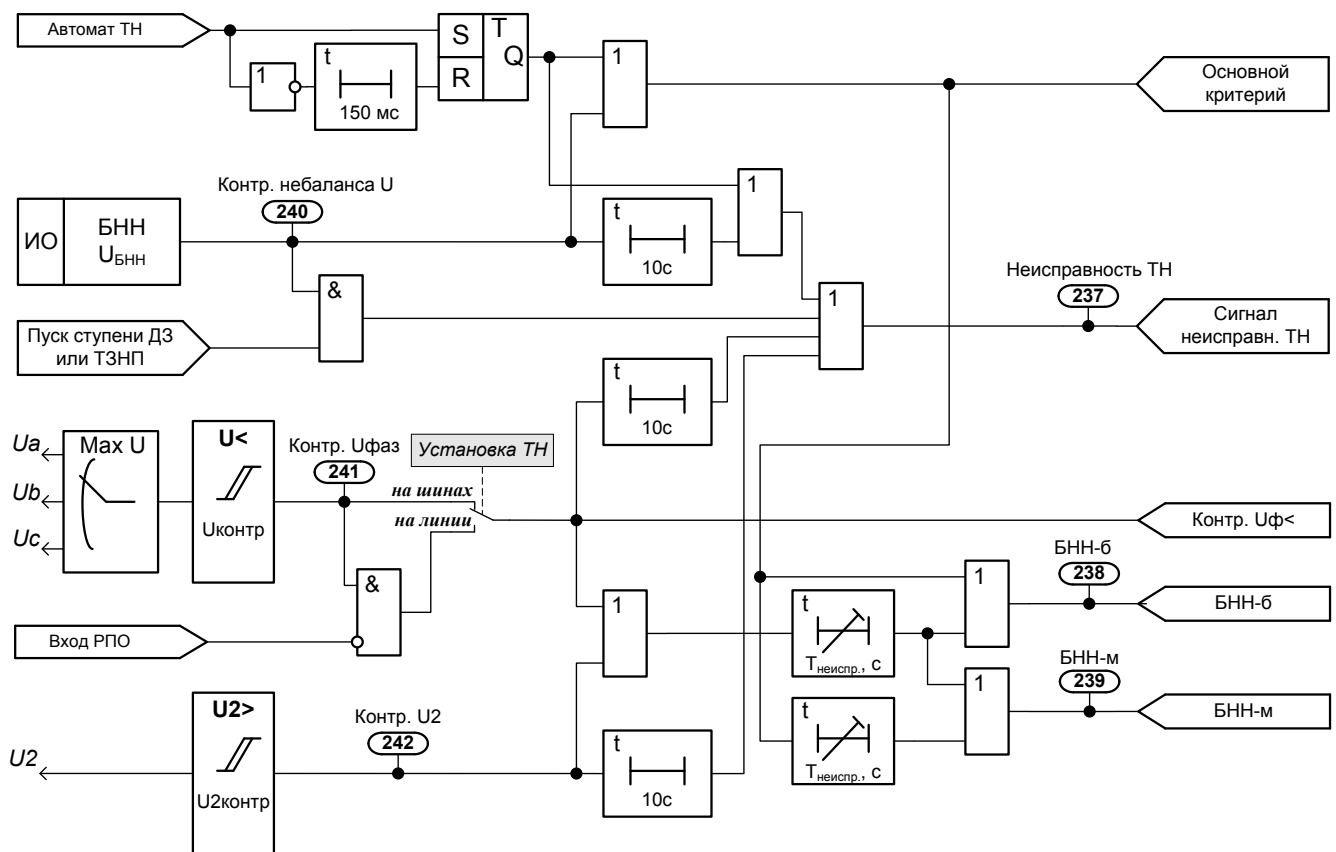 Автомат ТН
1
t
150 мс
S
T
R
Q
1
Основной
критерий
Контр. небаланса U
240
ИО
БНН
UБНН
t
10с
1
&
Пуск ступени ДЗ
или ТЗНП
1
Неисправность ТН
237
Сигнал
неисправн. ТН
t
10с
Ua
Ub
Uc
Max U
U<
Uконтр
Контр. Uфаз
241
Установка ТН
на шинах
на линии
Контр. Uф<
&
Вход РПО
1
t
Tнеиспр., с
1
БНН-б
238
БНН-б
t
Tнеиспр., с
1
БНН-м
239
БНН-м
U2
U2>
U2контр
Контр. U2
242
t
10с